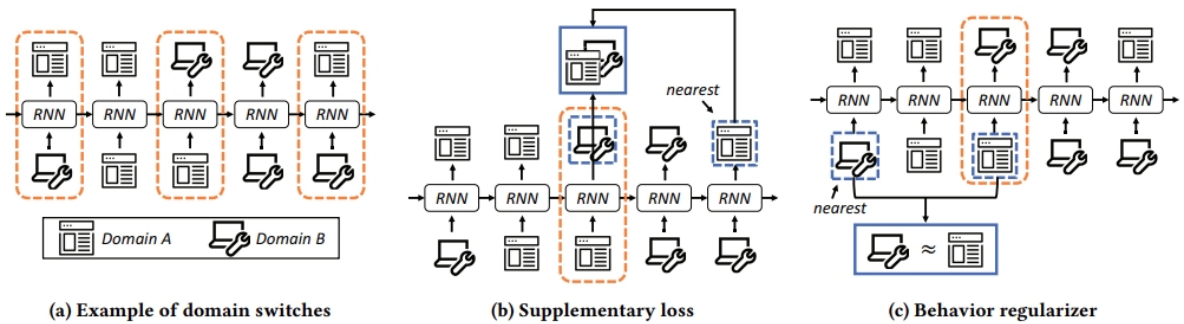 RNN RNN RNN RNN RNN
Domain A Domain B
(a) Example of domain switches
nearest
RNN RNN RNN RNN RNN
(b) Supplementary loss
RNN RNN RNN RNN RNN
nearest
≈
(c) Behavior regularizer